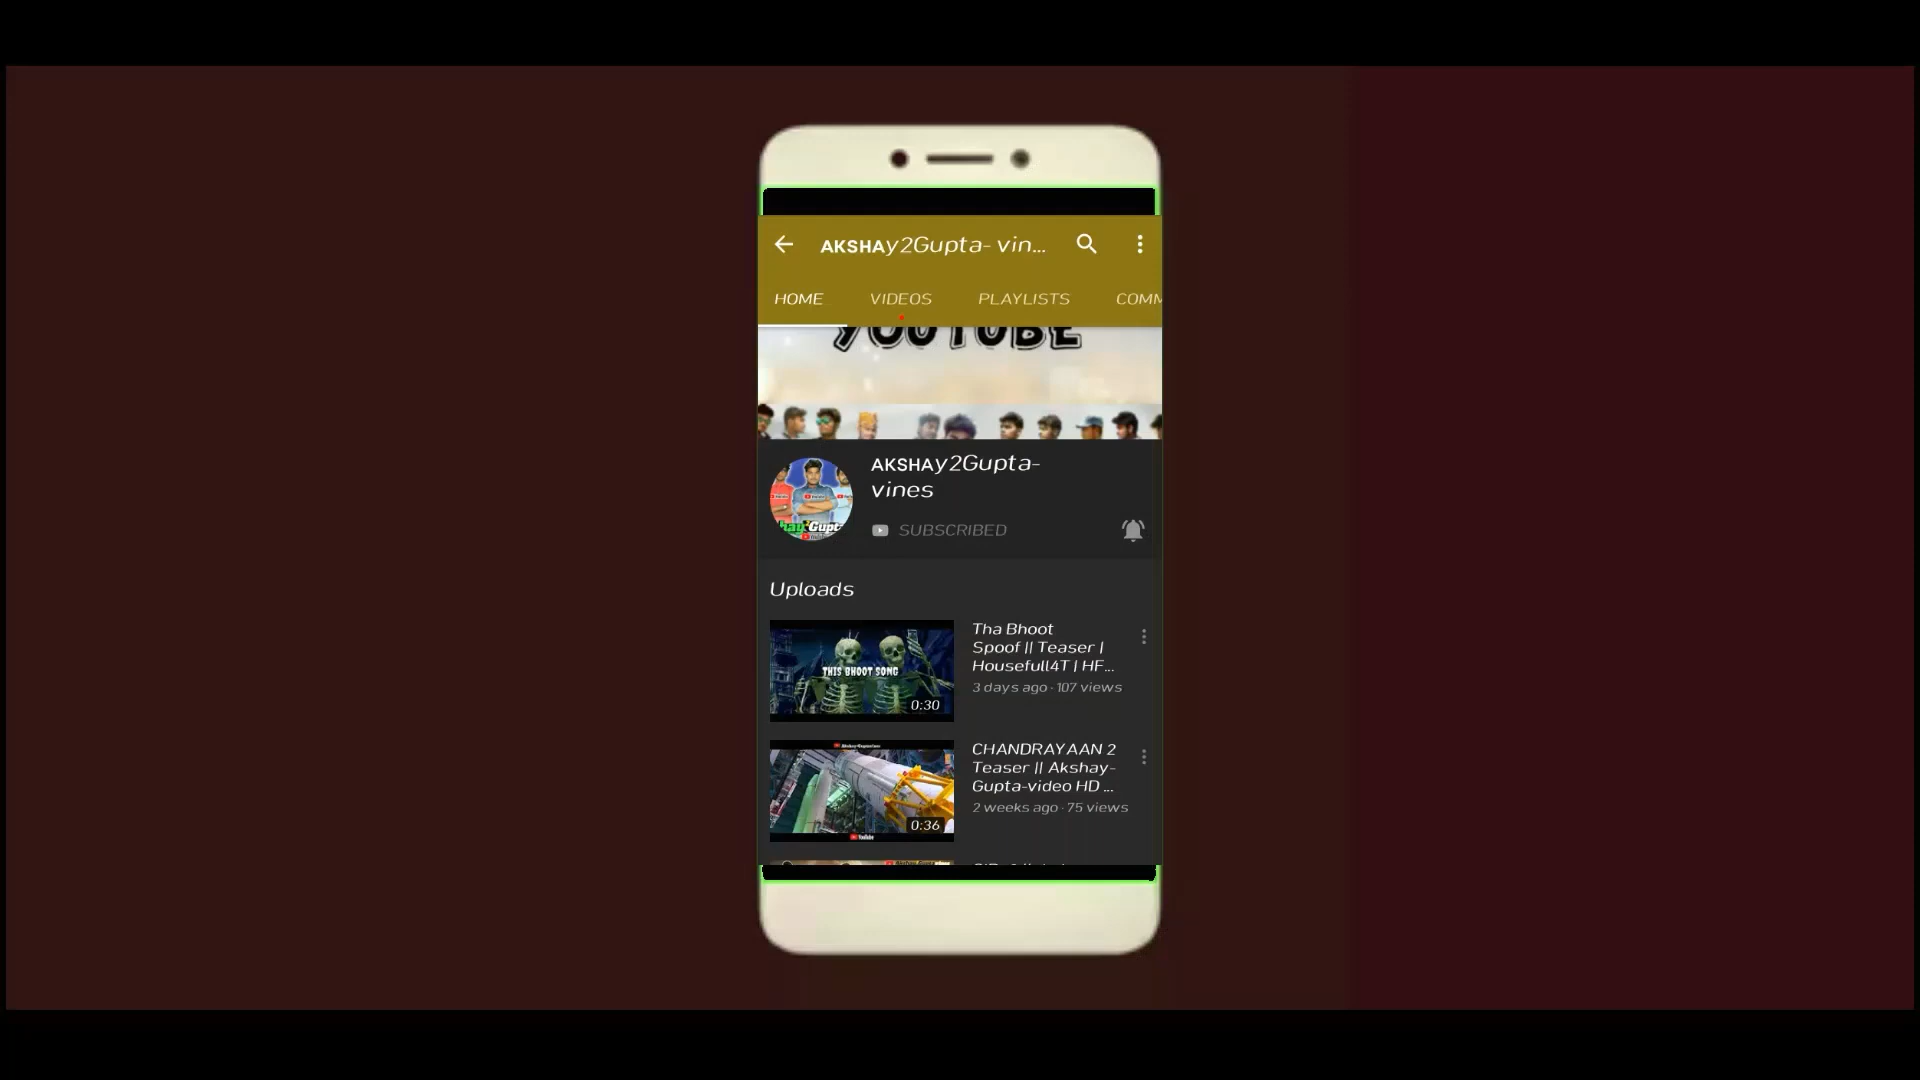 AKSHAy2Gupta- vin...
HOME VIDEOS PLAYLISTS COMM
YOUTUBE
AKSHAy2Gupta-
vines
SUBSCRIBED
Uploads
THIS BHOOT SONG
0:30
Tha Bhoot
Spoof || Teaser |
Housefull4T | HF...
3 days ago · 107 views
0:36
YouTube
CHANDRAYAAN 2
Teaser || Akshay-
Gupta-video HD ...
2 weeks ago · 75 views